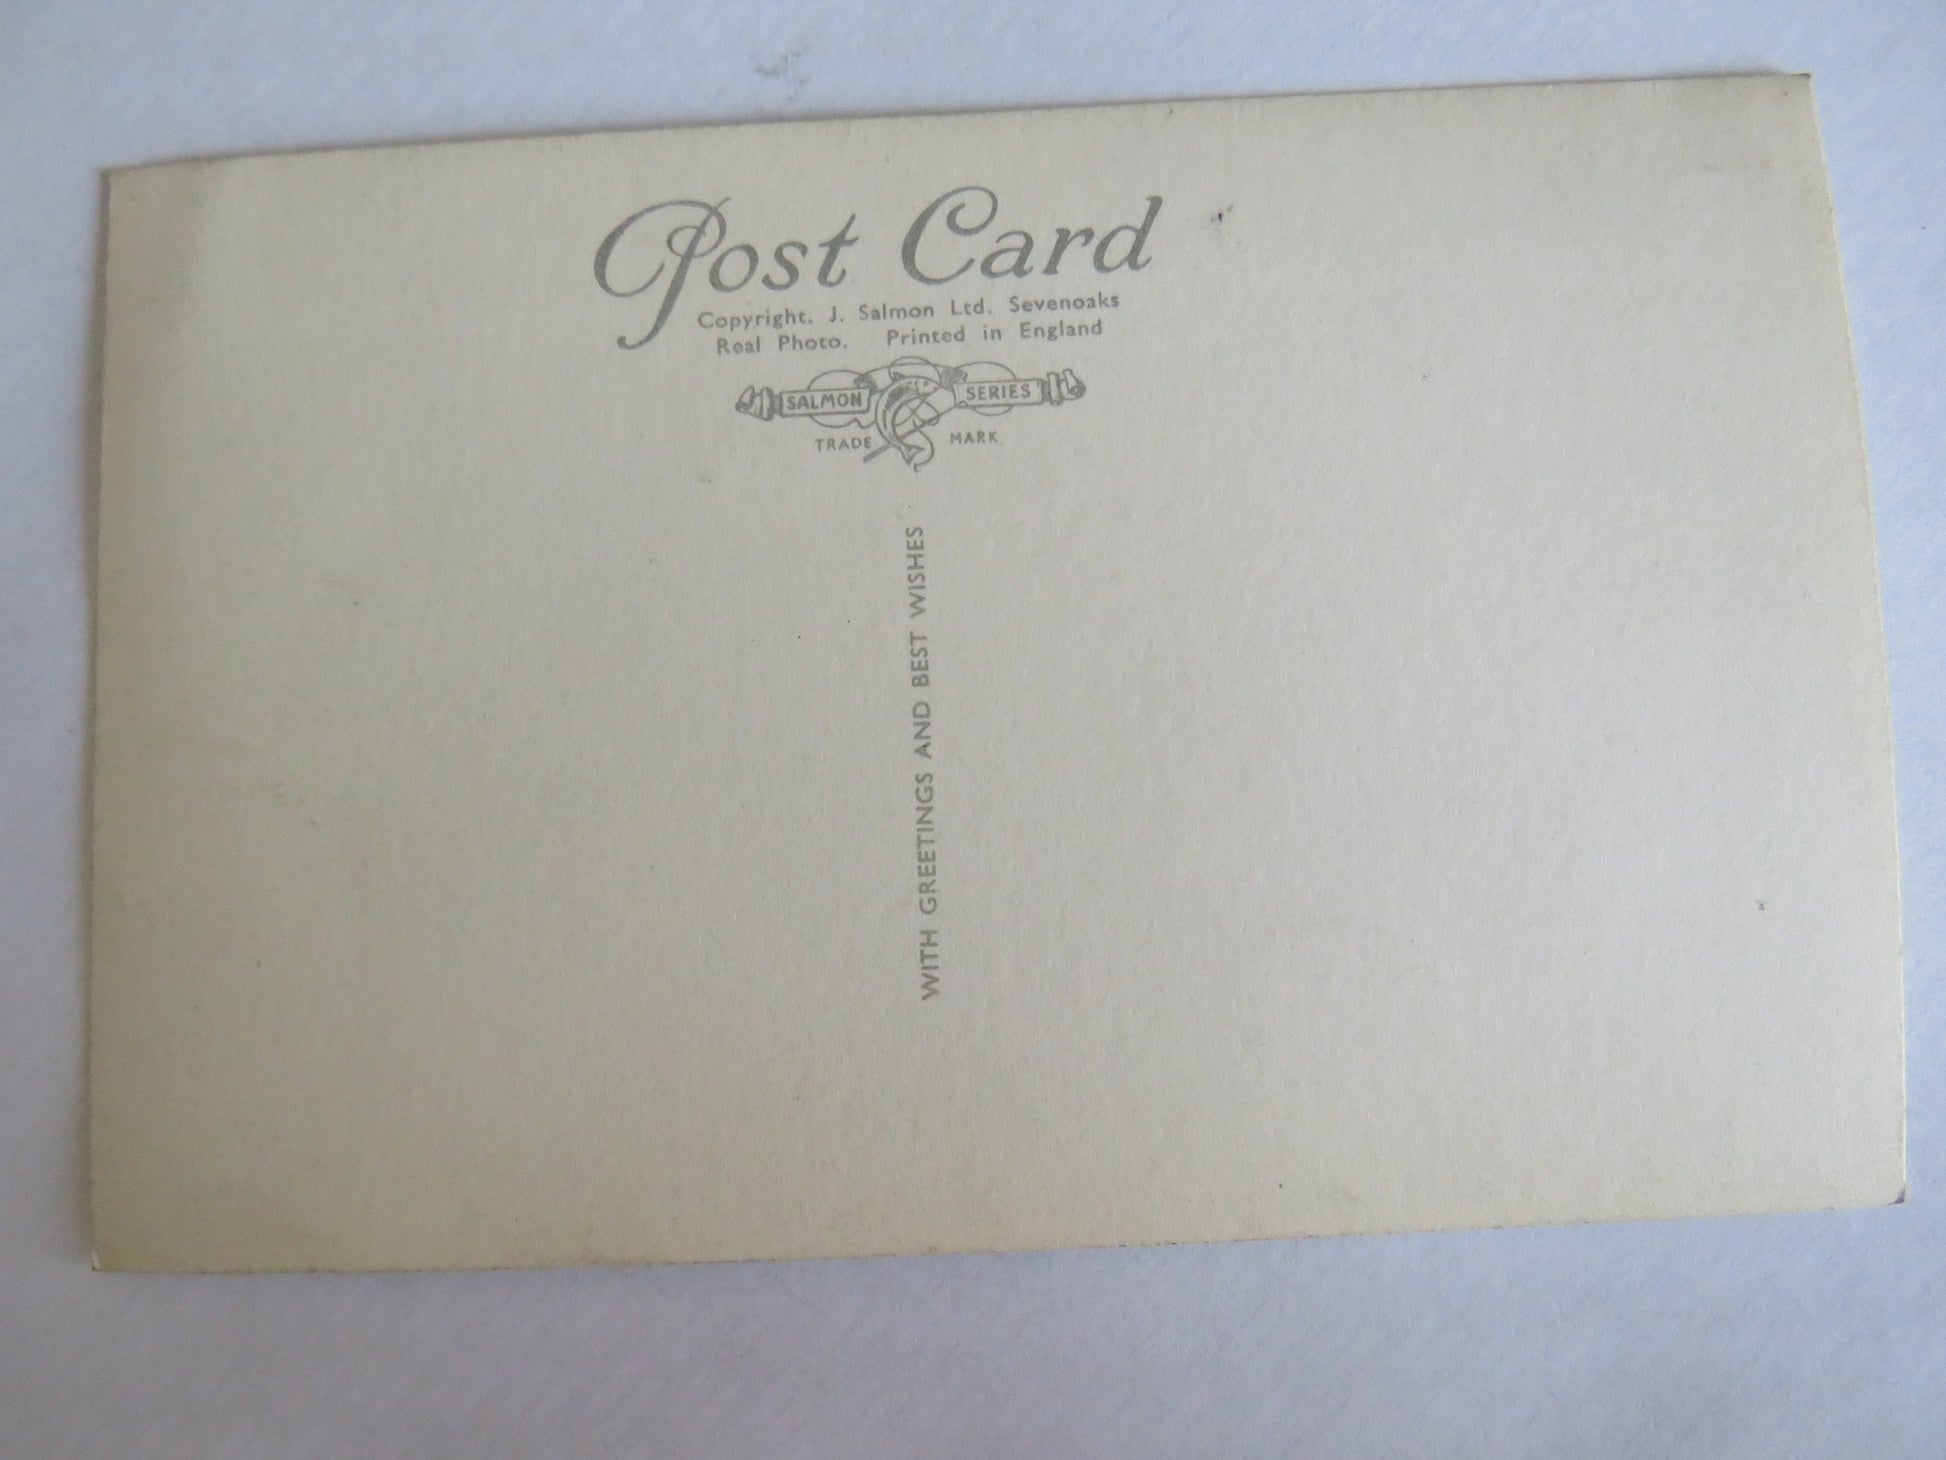 Post Card
Copyright. J. Salmon Ltd. Sevenoaks
Real Photo. Printed in England
SALMON SERIES
TRADE MARK
WITH GREETINGS AND BEST WISHES